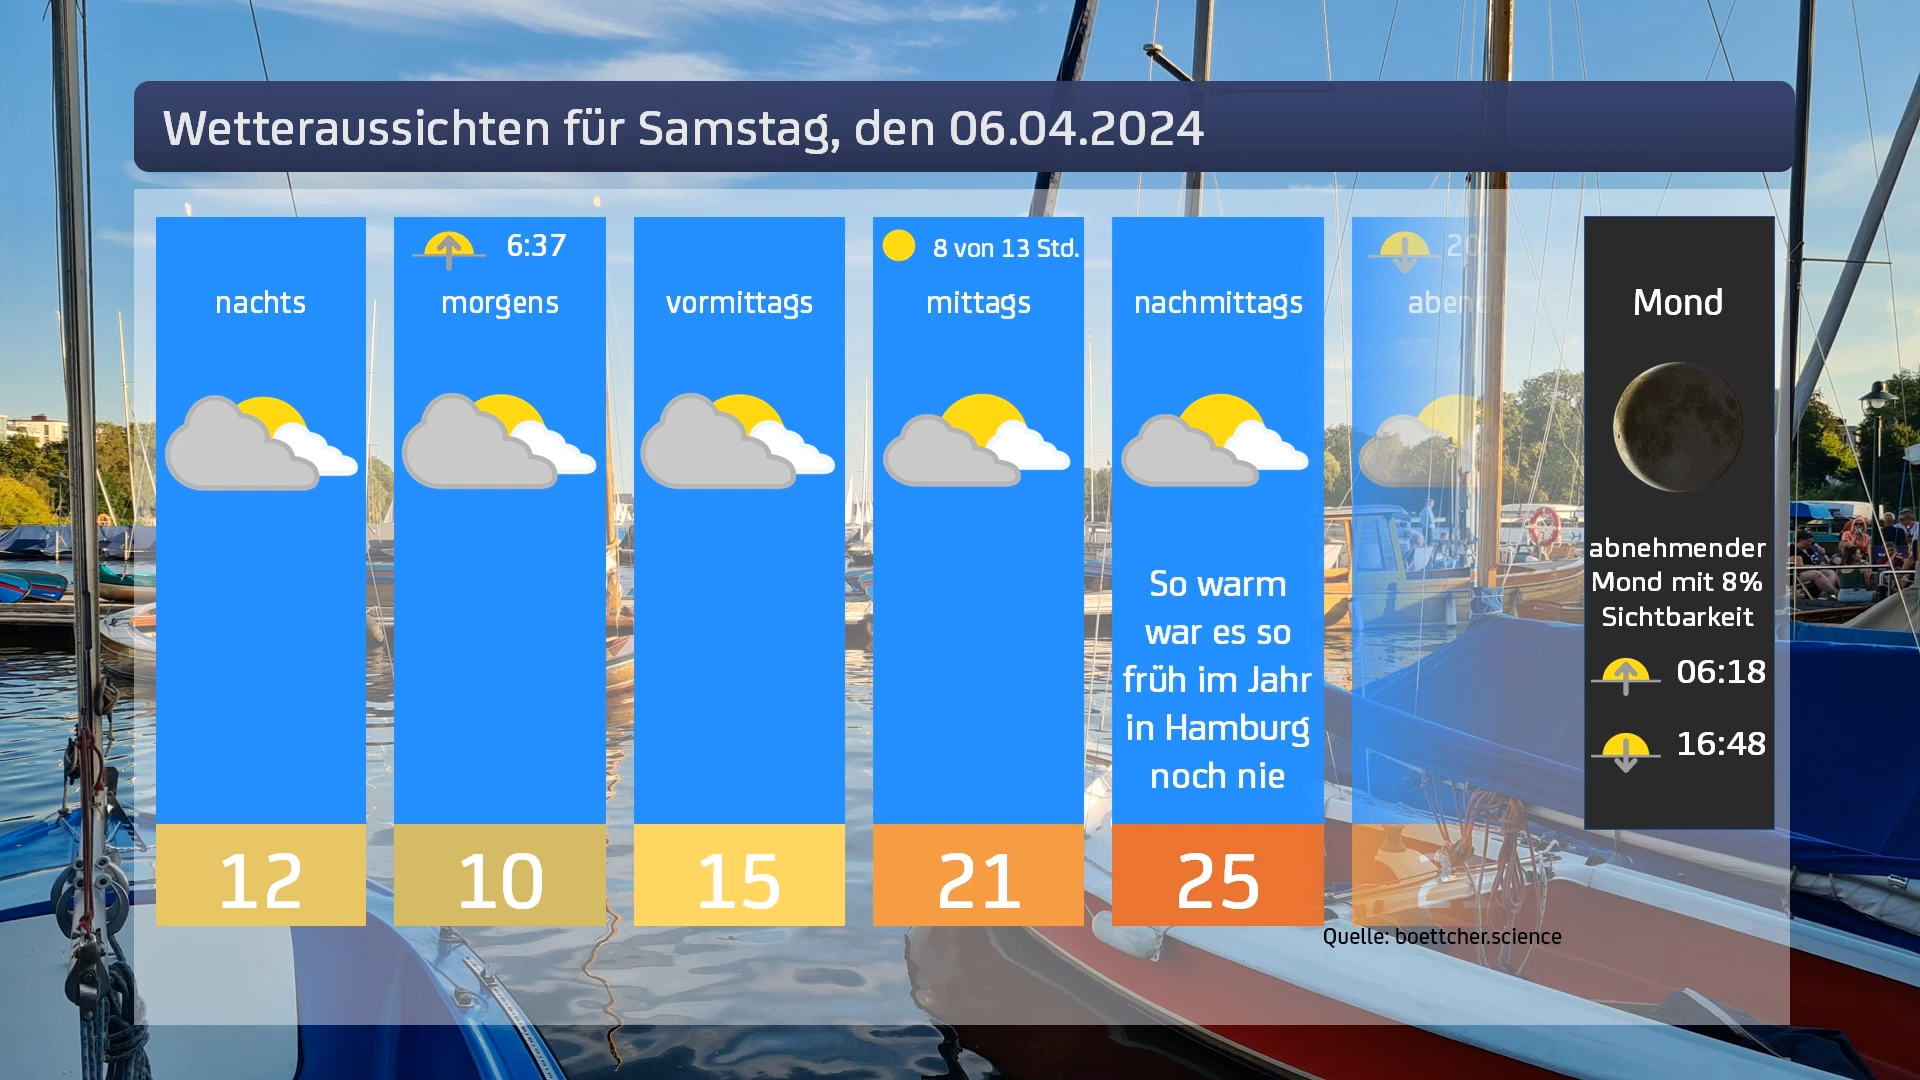 Wetteraussichten für Samstag, den 06.04.2024
nachts
12
6:37
morgens
10
vormittags
15
8 von 13 Std.
mittags
21
nachmittags
So warm
war es so
früh im Jahr
in Hamburg
noch nie
25
Mond
abnehmender
Mond mit 8%
Sichtbarkeit
06:18
16:48
Quelle: boettcher.science